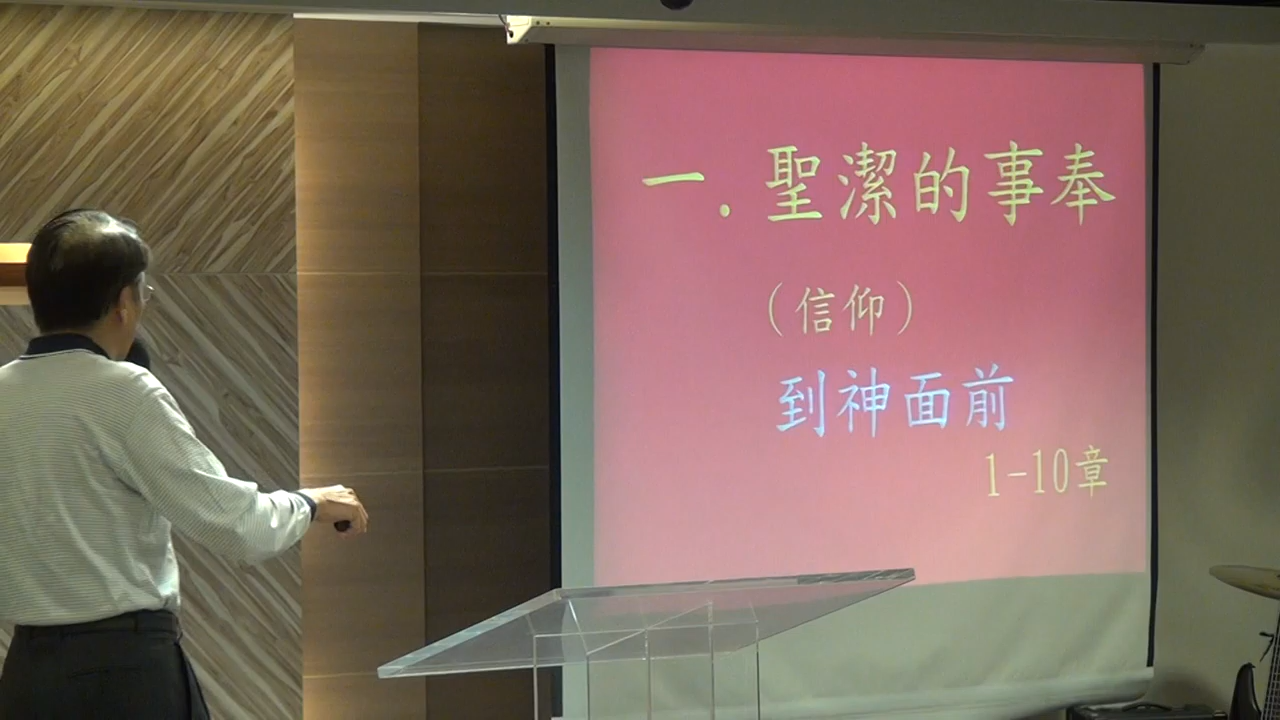 一.聖潔的事奉
(信仰)
到神面前
1-10章